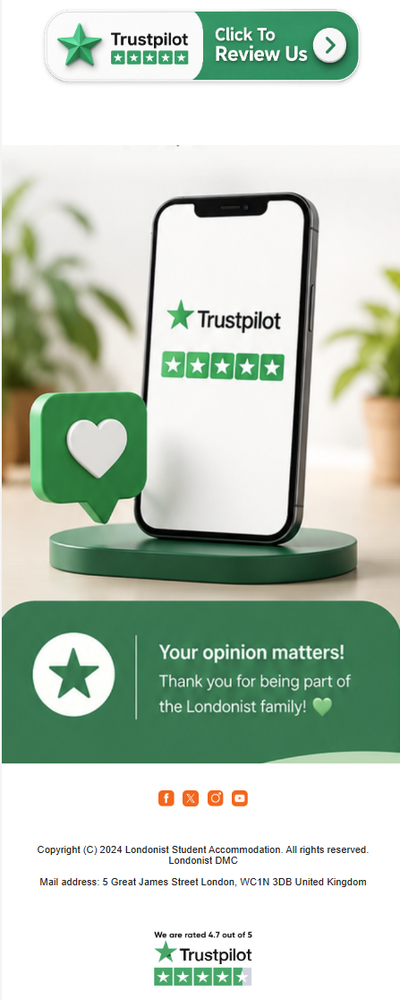 Trustpilot
Click To
Review Us
Trustpilot
Your opinion matters!
Thank you for being part of
the Londonist family! 💚
Copyright (C) 2024 Londonist Student Accommodation. All rights reserved.
Londonist DMC
Mail address: 5 Great James Street London, WC1N 3DB United Kingdom
We are rated 4.7 out of 5
Trustpilot